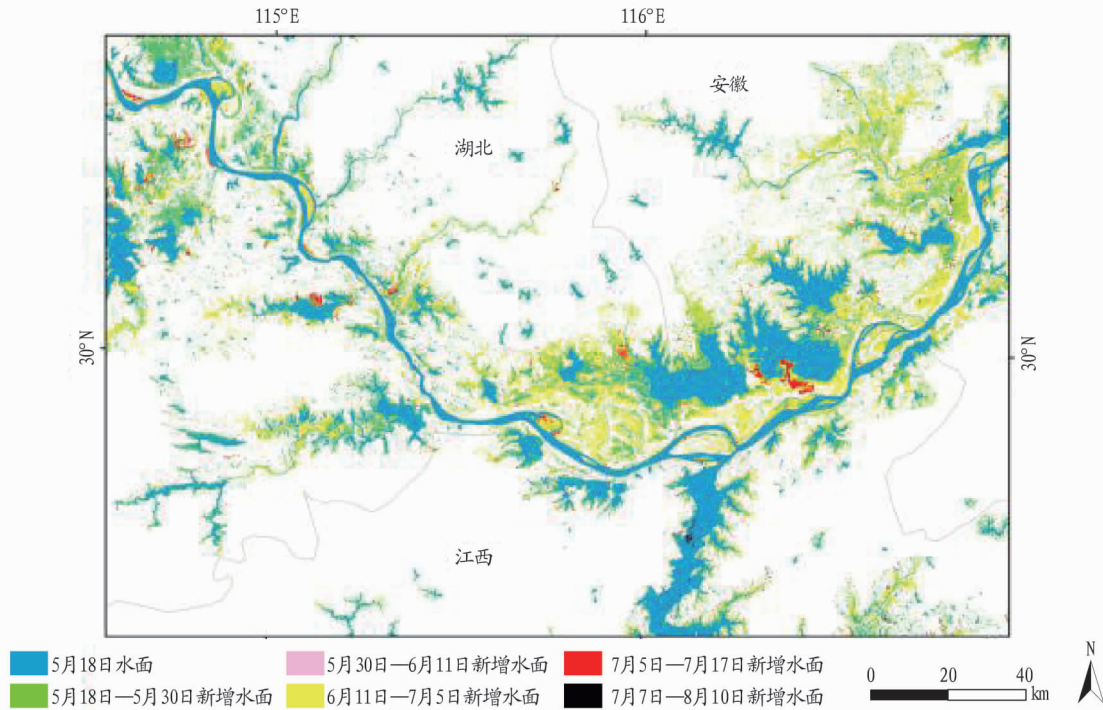 115°E 116°E
安徽
湖北
30°N 30°N
江西
5月18日水面 5月30日—6月11日新增水面 7月5日—7月17日新增水面
5月18日—5月30日新增水面 6月11日—7月5日新增水面 7月7日—8月10日新增水面
N
0 20 40
km